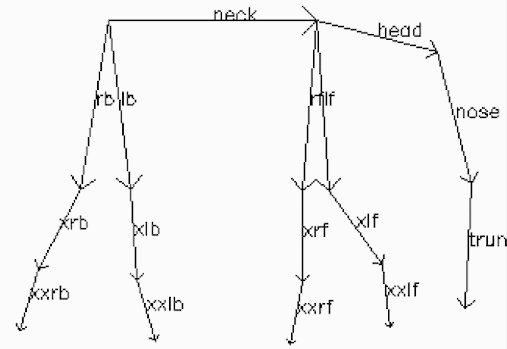 neck
head
rb lb
rf lf
nose
xrb
xlb
xrf
xlf
trun
xxrb
xxlb
xxrf
xxlf